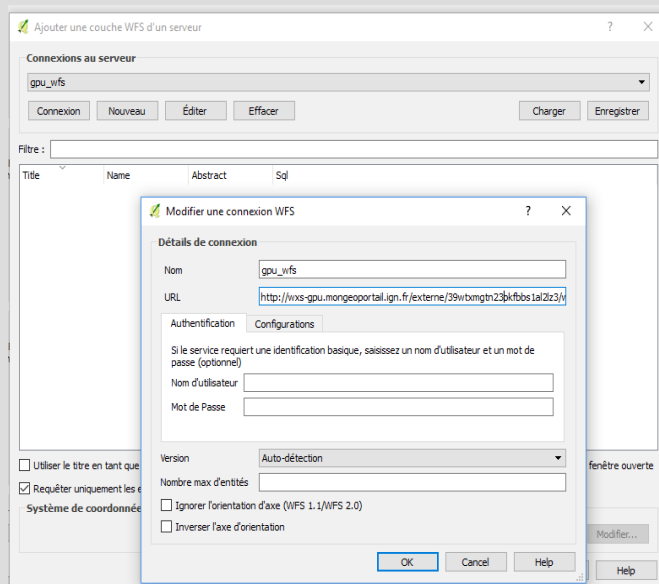 Ajouter une couche WFS d'un serveur
Connexions au serveur
gpu_wfs
Connexion Nouveau Éditer Effacer Charger Enregistrer
Filtre :
Title Name Abstract Sql
Modifier une connexion WFS
Détails de connexion
Nom gpu_wfs
URL http://wxs-gpu.mongeoportail.ign.fr/externe/39wtxmgtn23pkfbbs1al2lz3/w
Authentification Configurations
Si le service requiert une identification basique, saisissez un nom d'utilisateur et un mot de
passe (optionnel)
Nom d'utilisateur
Mot de Passe
Version Auto-détection
Nombre max d'entités
Ignorer l'orientation d'axe (WFS 1.1/WFS 2.0)
Inverser l'axe d'orientation
OK Cancel Help
Utiliser le titre en tant que fenêtre ouverte
Requêter uniquement les e
Système de coordonnée
Modifier...
Help